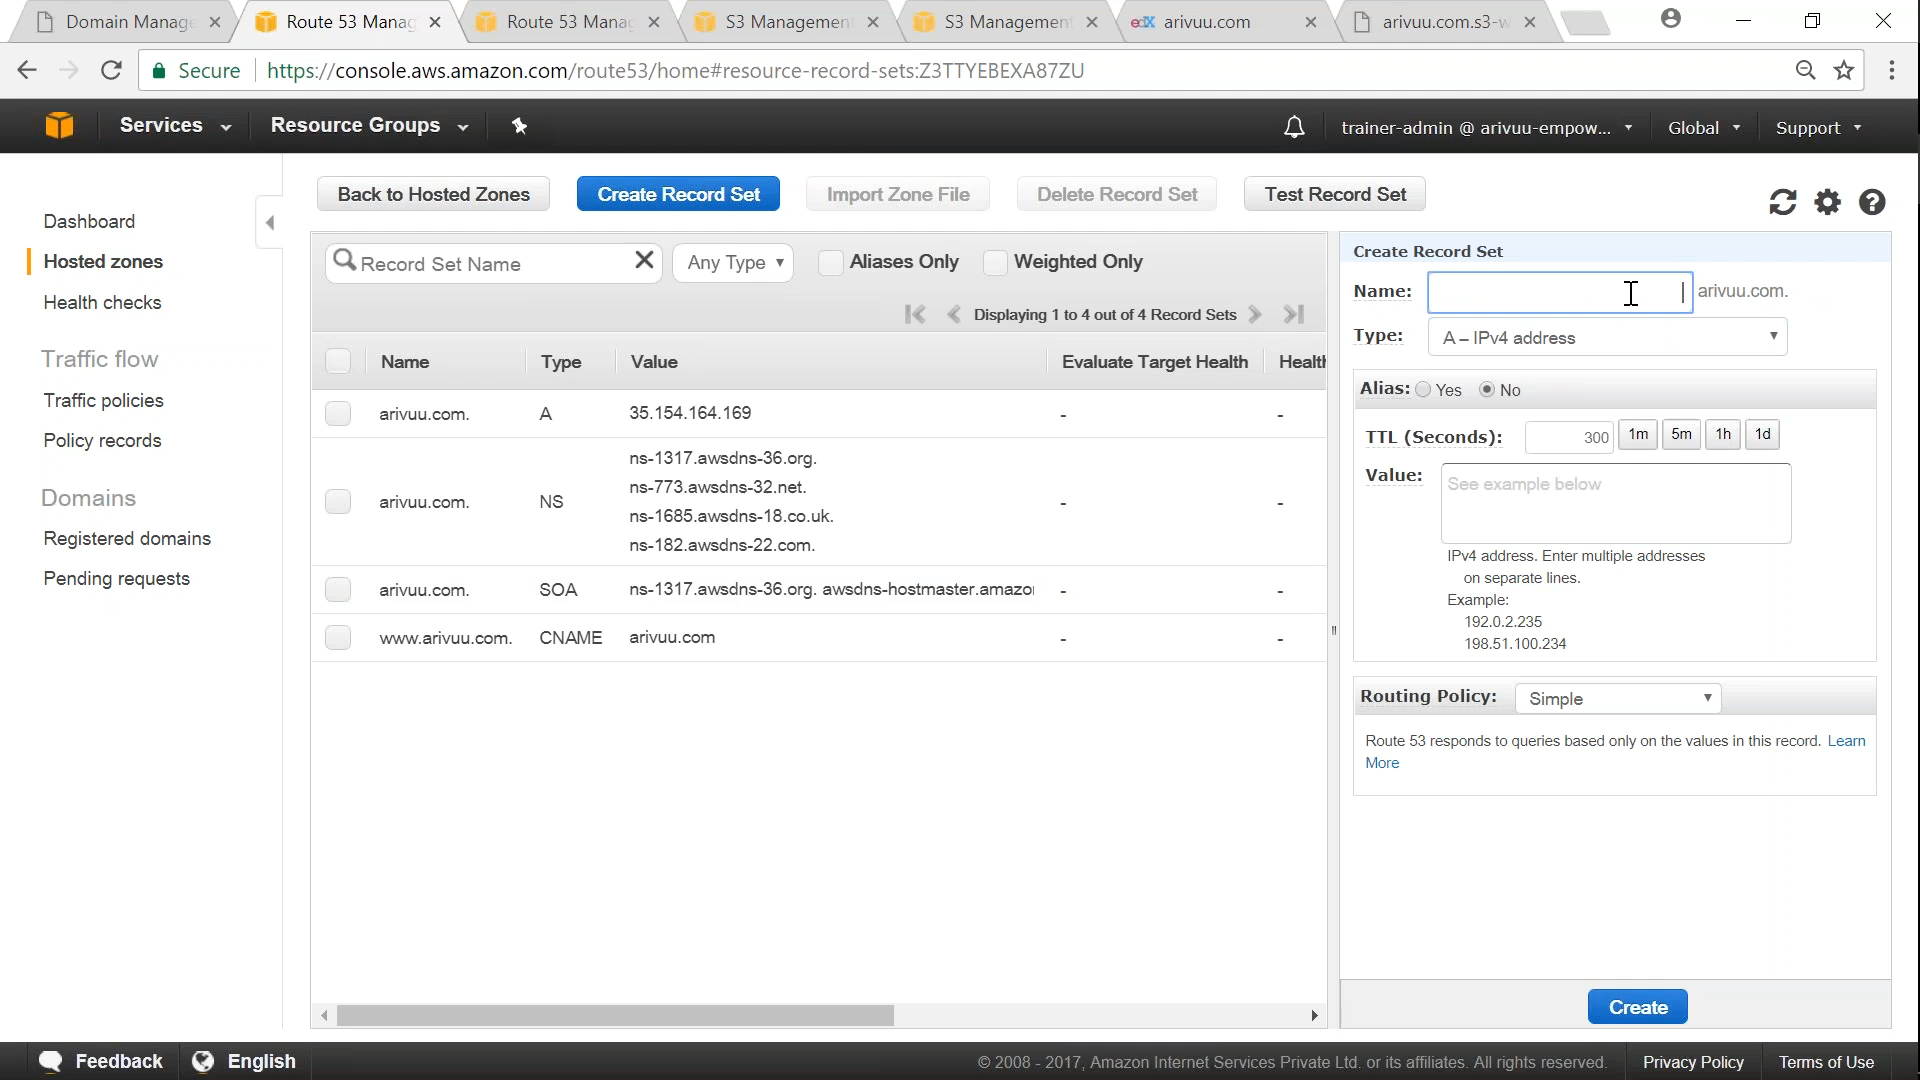 Domain Manage
Route 53 Manag
Route 53 Manag
S3 Management
S3 Management
edX arivuu.com
arivuu.com.s3-w
Secure https://console.aws.amazon.com/route53/home#resource-record-sets:Z3TTYEBEXA87ZU
Services
Resource Groups
trainer-admin @ arivuu-empow...
Global
Support
Dashboard
Hosted zones
Health checks
Traffic flow
Traffic policies
Policy records
Domains
Registered domains
Pending requests
Back to Hosted Zones
Create Record Set
Import Zone File
Delete Record Set
Test Record Set
Record Set Name
Any Type
Aliases Only
Weighted Only
Displaying 1 to 4 out of 4 Record Sets
Name Type Value Evaluate Target Health Health
arivuu.com. A 35.154.164.169 - -
arivuu.com. NS ns-1317.awsdns-36.org.
ns-773.awsdns-32.net.
ns-1685.awsdns-18.co.uk.
ns-182.awsdns-22.com. - -
arivuu.com. SOA ns-1317.awsdns-36.org. awsdns-hostmaster.amazo - -
www.arivuu.com. CNAME arivuu.com - -
Create Record Set
Name: arivuu.com.
Type: A – IPv4 address
Alias: Yes No
TTL (Seconds): 300 1m 5m 1h 1d
Value: See example below
IPv4 address. Enter multiple addresses
on separate lines.
Example:
192.0.2.235
198.51.100.234
Routing Policy: Simple
Route 53 responds to queries based only on the values in this record. Learn
More
Create
Feedback
English
© 2008 - 2017, Amazon Internet Services Private Ltd. or its affiliates. All rights reserved.
Privacy Policy
Terms of Use